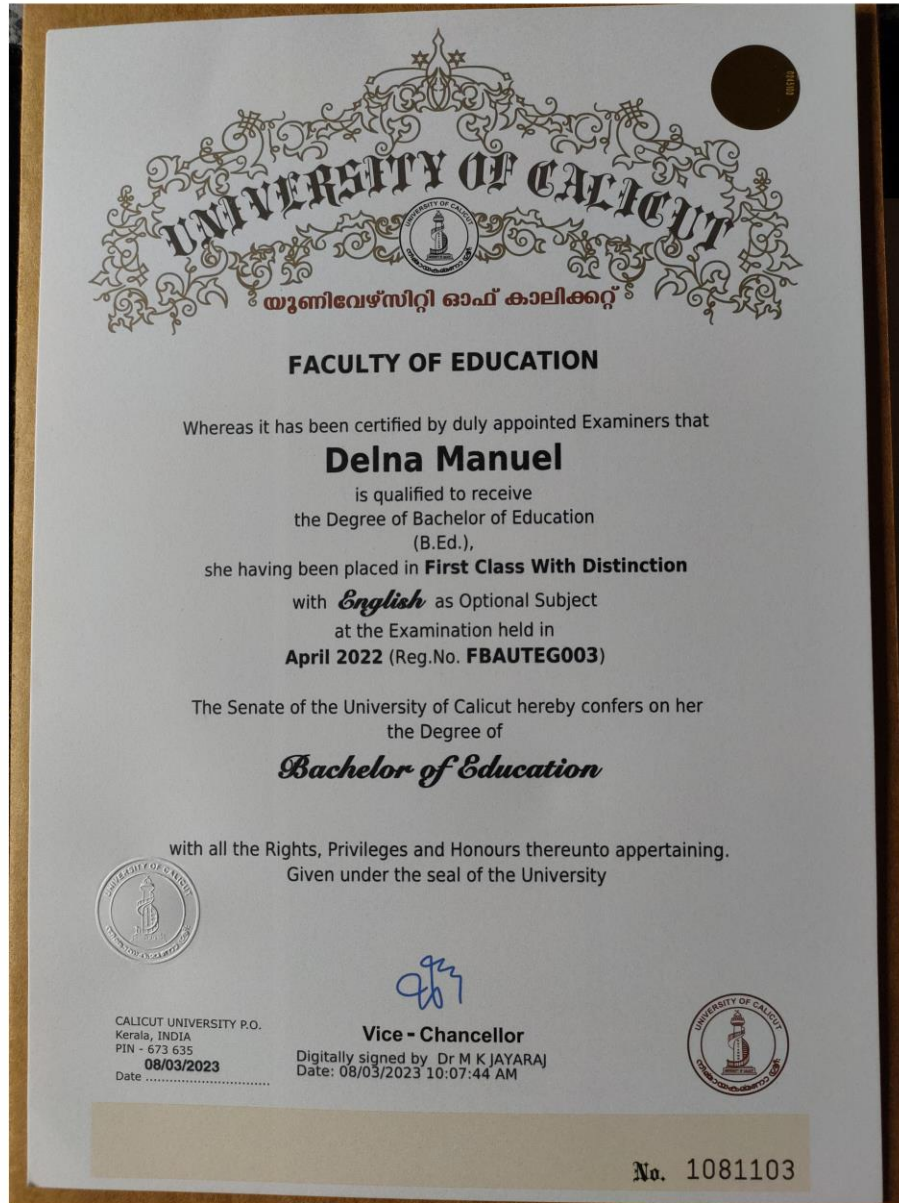 UNIVERSITY OF CALICUT
UNIVERSITY OF CALICUT
യൂണിവേഴ്സിറ്റി ഓഫ് കാലിക്കറ്റ്
FACULTY OF EDUCATION
Whereas it has been certified by duly appointed Examiners that
Delna Manuel
is qualified to receive
the Degree of Bachelor of Education
(B.Ed.),
she having been placed in First Class With Distinction
with English as Optional Subject
at the Examination held in
April 2022 (Reg.No. FBAUTEG003)
The Senate of the University of Calicut hereby confers on her
the Degree of
Bachelor of Education
with all the Rights, Privileges and Honours thereunto appertaining.
Given under the seal of the University
UNIVERSITY OF CALICUT
CALICUT UNIVERSITY P.O.
Kerala, INDIA
PIN - 673 635
08/03/2023
Date ................................
Vice - Chancellor
Digitally signed by Dr M K JAYARAJ
Date: 08/03/2023 10:07:44 AM
UNIVERSITY OF CALICUT
No. 1081103